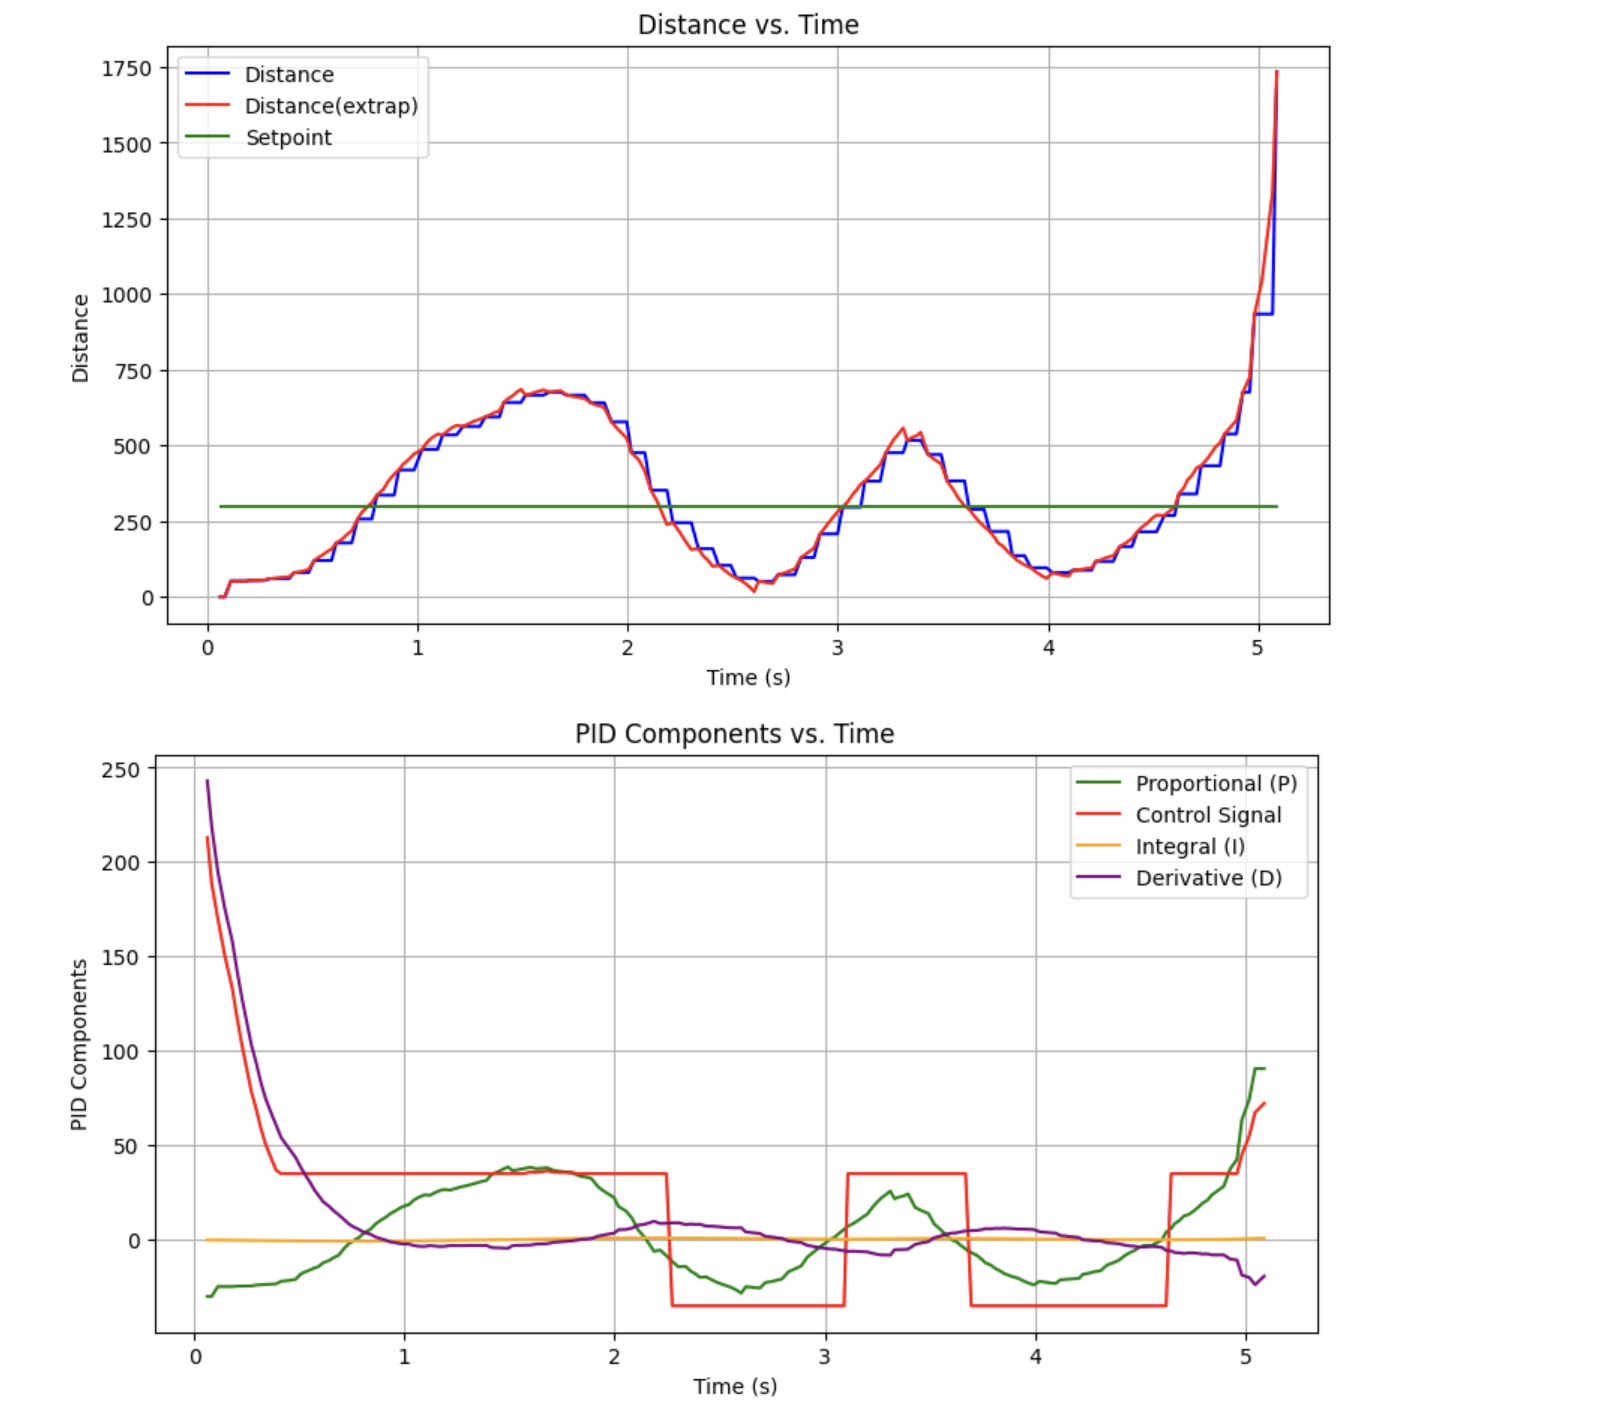 Distance vs. Time
1750
1500
1250
1000
750
500
250
0
Distance
Distance
Distance(extrap)
Setpoint
0 1 2 3 4 5
Time (s)
PID Components vs. Time
250
200
150
100
50
0
PID Components
Proportional (P)
Control Signal
Integral (I)
Derivative (D)
0 1 2 3 4 5
Time (s)